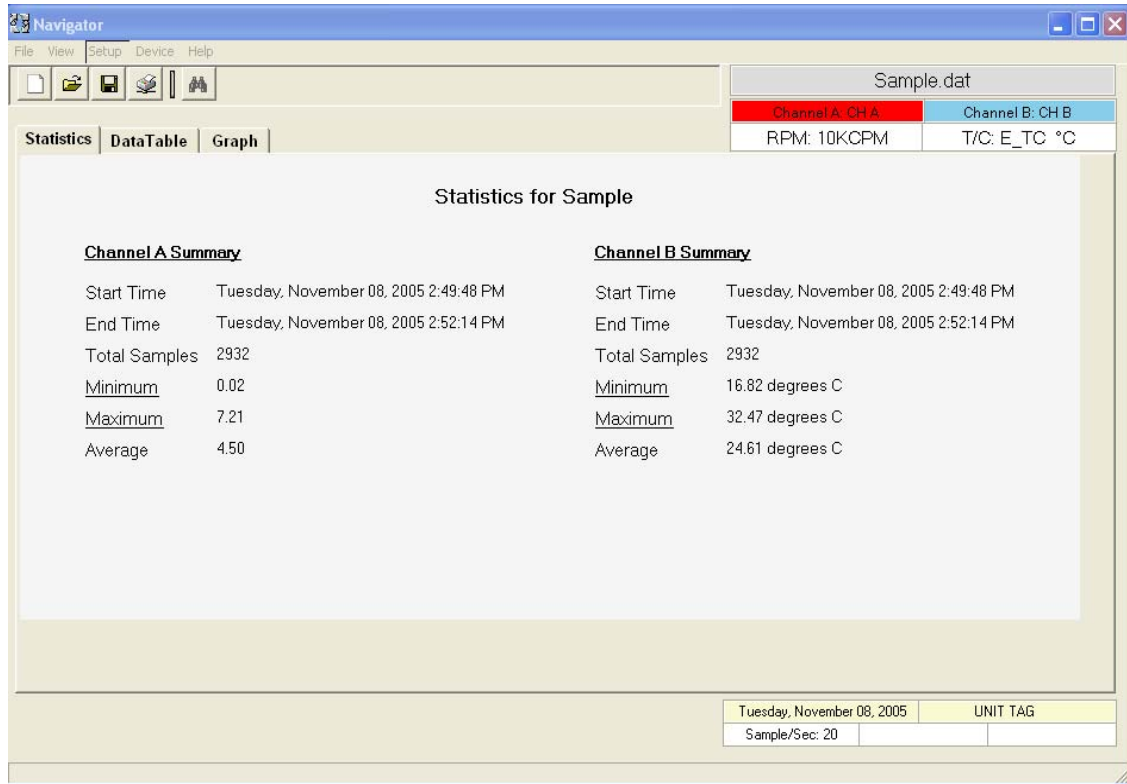 Navigator
File View Setup Device Help
Sample.dat
Channel A: CH A Channel B: CH B
RPM: 10KCPM T/C: E_TC °C
Statistics DataTable Graph
Statistics for Sample
Channel A Summary
Start Time Tuesday, November 08, 2005 2:49:48 PM
End Time Tuesday, November 08, 2005 2:52:14 PM
Total Samples 2932
Minimum 0.02
Maximum 7.21
Average 4.50
Channel B Summary
Start Time Tuesday, November 08, 2005 2:49:48 PM
End Time Tuesday, November 08, 2005 2:52:14 PM
Total Samples 2932
Minimum 16.82 degrees C
Maximum 32.47 degrees C
Average 24.61 degrees C
Tuesday, November 08, 2005 UNIT TAG
Sample/Sec: 20